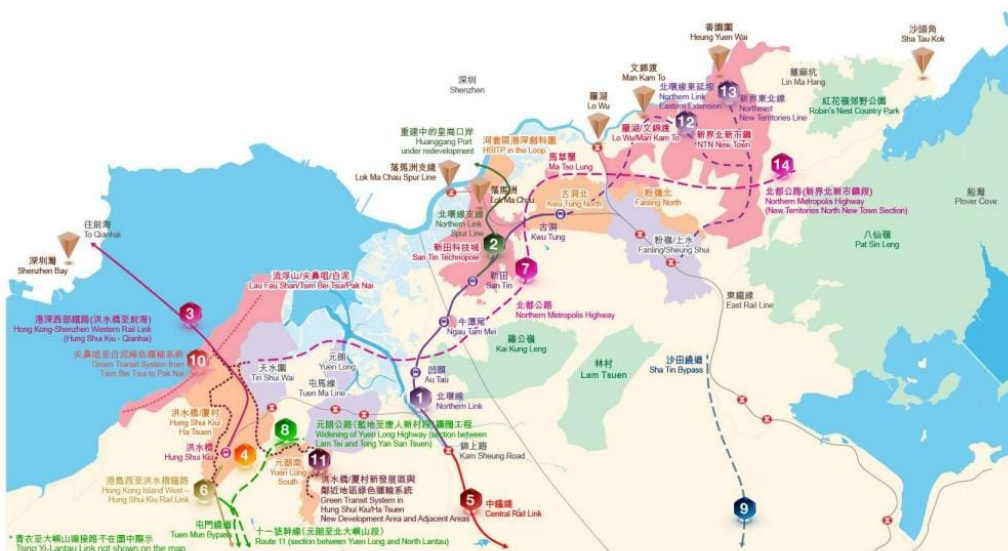 香園圍
Heung Yuen Wai
沙頭角
Sha Tau Kok
文錦渡
Man Kam To
蓮麻坑
Lin Ma Hang
深圳
Shenzhen
羅湖
Lo Wu
北環線東延線
Northern Link
Eastern Extension
13
新界東北線
Northeast
New Territories Line
紅花嶺郊野公園
Robin's Nest Country Park
12
重建中的皇崗口岸
Huanggang Port
under redevelopment
河套區港深創科園
HSITP in the Loop
羅湖/文錦渡
Lo Wu/Man Kam To
新界北新市鎮
NTN New Town
馬草壟
Ma Tso Lung
14
落馬洲支線
Lok Ma Chau Spur Line
落馬洲
Lok Ma Chau
古洞北
Kwu Tung North
粉嶺北
Fanling North
北都公路(新界北新市鎮段)
Northern Metropolis Highway
(New Territories North New Town Section)
船灣
Plover Cove
往前海
To Qianhai
北環線支線
Northern Link
Spur Line
古洞
Kwu Tung
粉嶺/上水
Fanling/Sheung Shui
八仙嶺
Pat Sin Leng
深圳灣
Shenzhen Bay
新田科技城
San Tin Technopole
2
7
新田
San Tin
流浮山/尖鼻咀/白泥
Lau Fau Shan/Tsim Bei Tsui/Pak Nai
東鐵線
East Rail Line
3
北都公路
Northern Metropolis Highway
港深西部鐵路(洪水橋至前海)
Hong Kong-Shenzhen Western Rail Link
(Hung Shui Kiu - Qianhai)
牛潭尾
Ngau Tam Mei
雞公嶺
Kai Kung Leng
尖鼻咀至白泥綠色運輸系統
Green Transit System from
Tsim Bei Tsui to Pak Nai
10
天水圍
Tin Shui Wai
元朗
Yuen Long
屯馬線
Tuen Ma Line
凹頭
Au Tau
林村
Lam Tsuen
沙田繞道
Sha Tin Bypass
1
北環線
Northern Link
洪水橋/厦村
Hung Shui Kiu/
Ha Tsuen
8
元朗公路(藍地至唐人新村段)擴闊工程
Widening of Yuen Long Highway (section between
Lam Tei and Tong Yan San Tsuen)
洪水橋
Hung Shui Kiu
4
元朗南
Yuen Long
South
11
錦上路
Kam Sheung Road
港島西至洪水橋鐵路
Hong Kong Island West –
Hung Shui Kiu Rail Link
6
洪水橋/厦村新發展區與
鄰近地區綠色運輸系統
Green Transit System in
Hung Shui Kiu/Ha Tsuen
New Development Area and Adjacent Areas
5
中鐵綫
Central Rail Link
9
屯門繞道
Tuen Mun Bypass
十一號幹線(元朗至北大嶼山段)
Route 11 (section between Yuen Long and North Lantau)
* 青衣至大嶼山連接路不在圖中顯示
Tsing Yi-Lantau Link not shown on the map